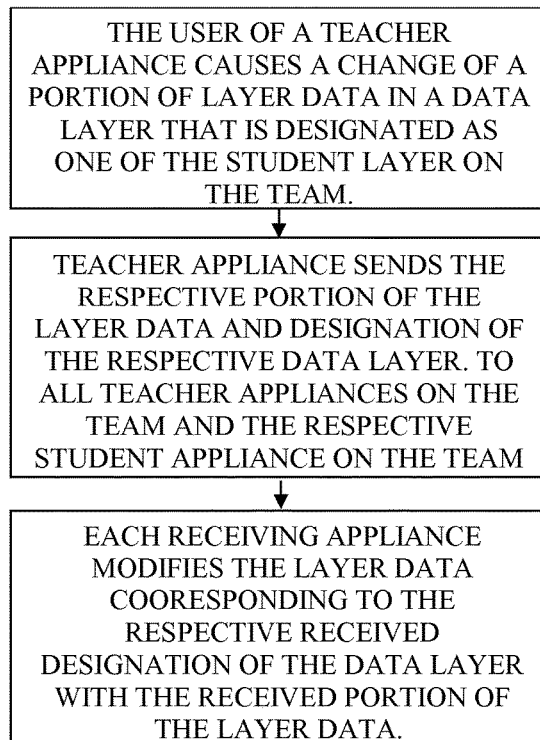 THE USER OF A TEACHER
APPLIANCE CAUSES A CHANGE OF A
PORTION OF LAYER DATA IN A DATA
LAYER THAT IS DESIGNATED AS
ONE OF THE STUDENT LAYER ON
THE TEAM.
TEACHER APPLIANCE SENDS THE
RESPECTIVE PORTION OF THE
LAYER DATA AND DESIGNATION OF
THE RESPECTIVE DATA LAYER. TO
ALL TEACHER APPLIANCES ON THE
TEAM AND THE RESPECTIVE
STUDENT APPLIANCE ON THE TEAM
EACH RECEIVING APPLIANCE
MODIFIES THE LAYER DATA
COORESPONDING TO THE
RESPECTIVE RECEIVED
DESIGNATION OF THE DATA LAYER
WITH THE RECEIVED PORTION OF
THE LAYER DATA.